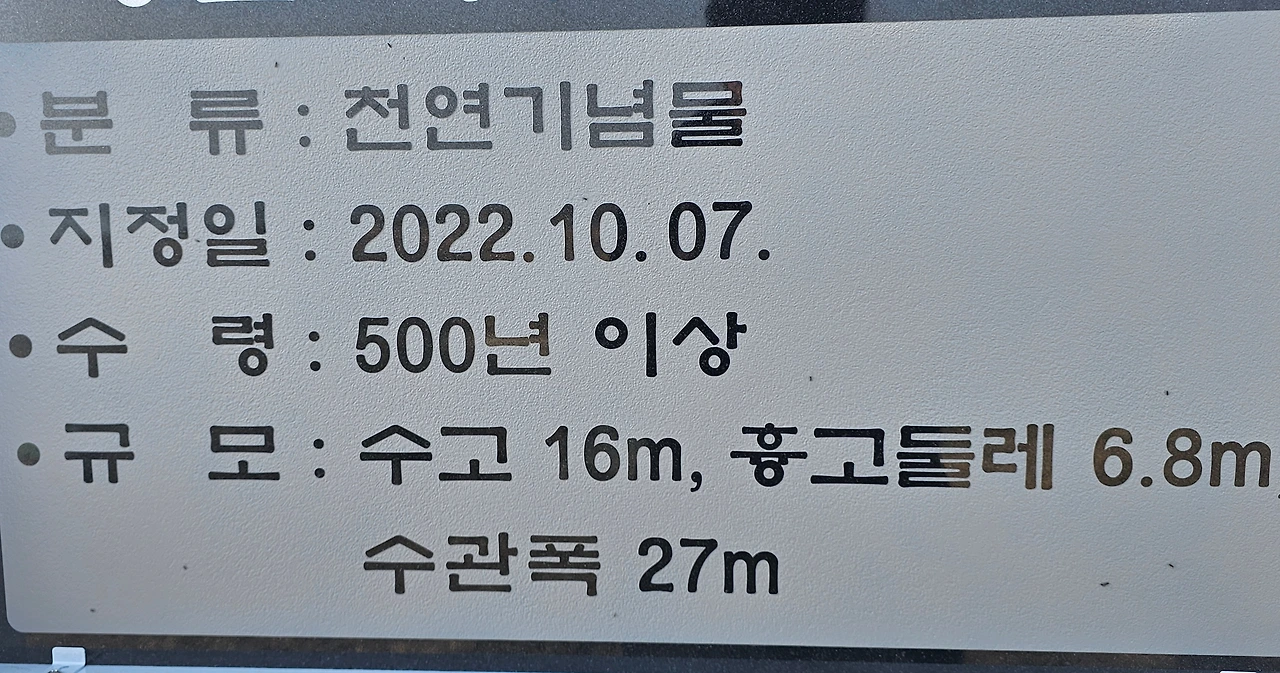 • 분 류 : 천연기념물
• 지정일 : 2022.10.07.
• 수 령 : 500년 이상
• 규 모 : 수고 16m, 흉고둘레 6.8m,
수관폭 27m